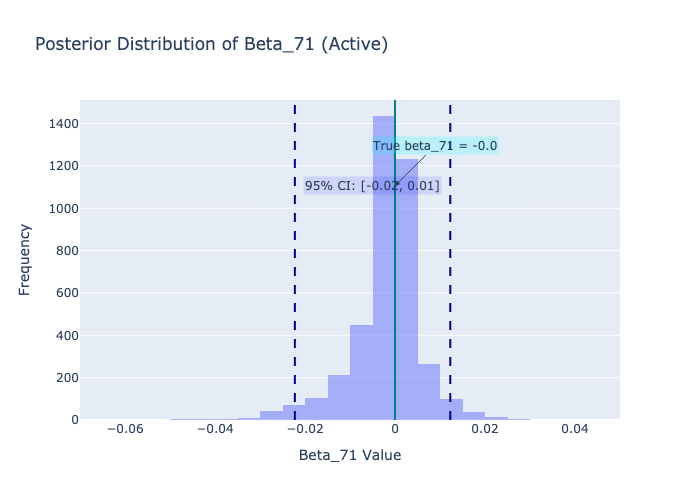 Posterior Distribution of Beta_71 (Active)
1400
1200
1000
800
600
400
200
0
Frequency
True beta_71 = -0.0
95% CI: [-0.02, 0.01]
−0.06
−0.04
−0.02
0
0.02
0.04
Beta_71 Value